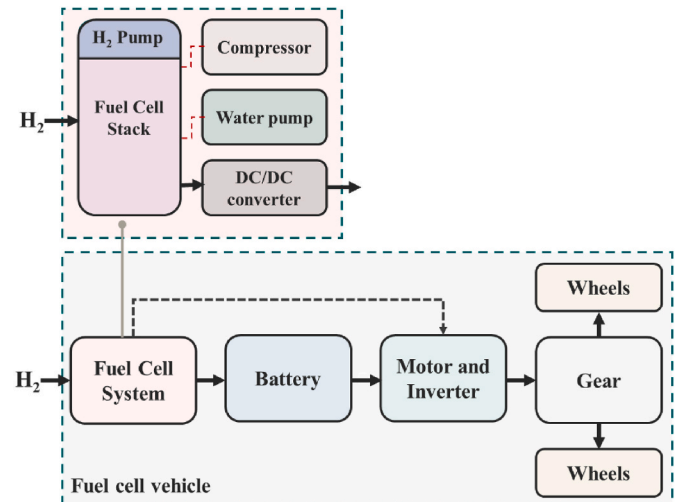 H₂ Pump
Compressor
H₂
Fuel Cell
Stack
Water pump
DC/DC
converter
Wheels
H₂
Fuel Cell
System
Battery
Motor and
Inverter
Gear
Wheels
Fuel cell vehicle